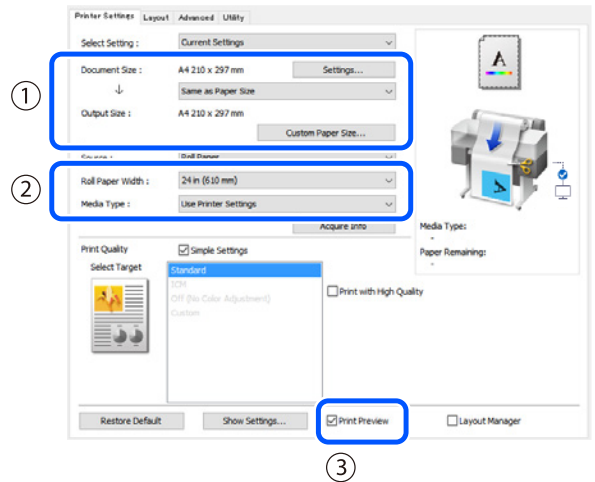 Printer Settings Layout Advanced Utility
Select Setting : Current Settings
Document Size : A4 210 x 297 mm Settings...
↓ Same as Paper Size
Output Size : A4 210 x 297 mm
Custom Paper Size...
①
Source : Roll Paper
Roll Paper Width : 24 in (610 mm)
②
Media Type : Use Printer Settings
Acquire Info
A
Media Type:
-
Paper Remaining:
-
Print Quality Simple Settings
Select Target
Standard
ICM
Off (No Color Adjustment)
Custom
Print with High Quality
Restore Default Show Settings... Print Preview Layout Manager
③